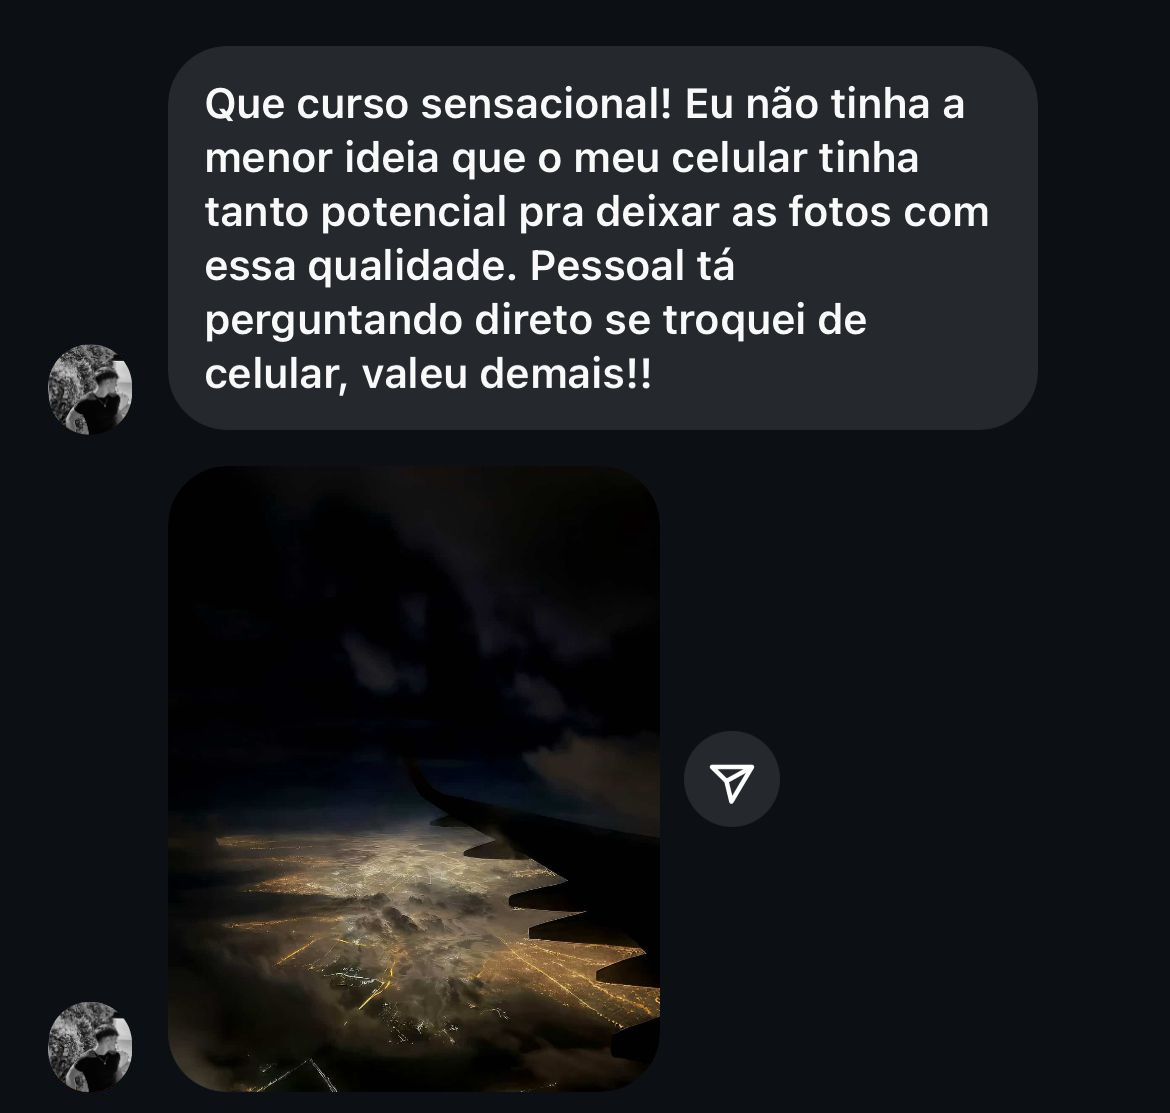 Que curso sensacional! Eu não tinha a
menor ideia que o meu celular tinha
tanto potencial pra deixar as fotos com
essa qualidade. Pessoal tá
perguntando direto se troquei de
celular, valeu demais!!